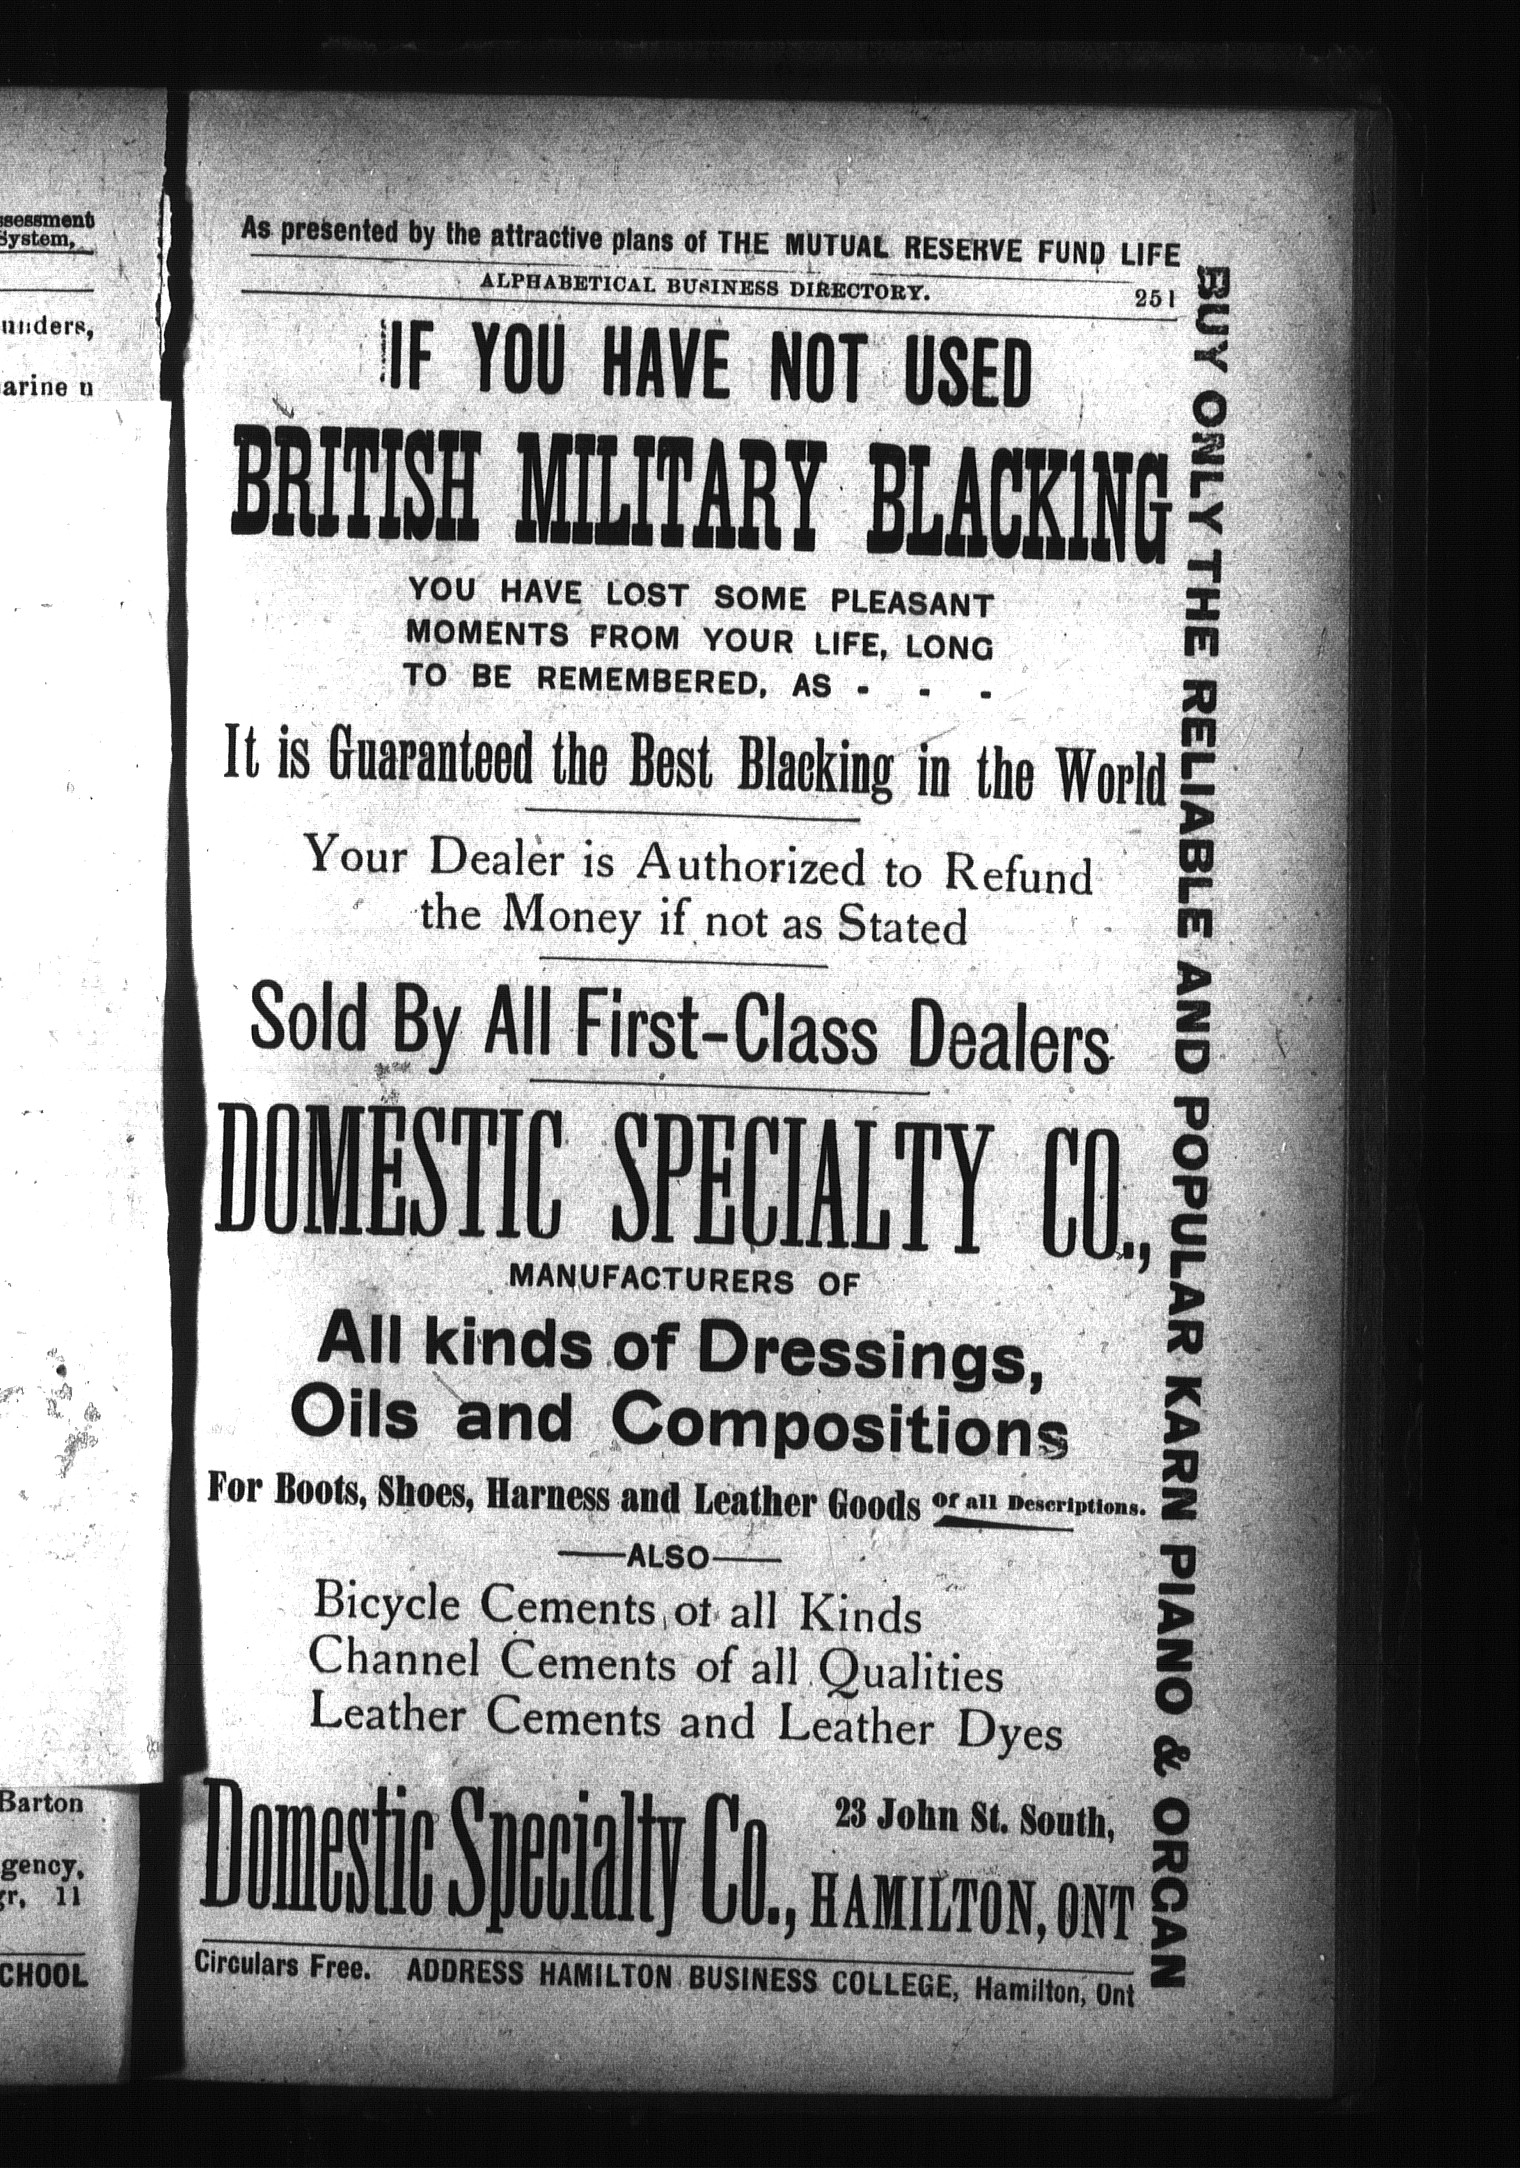 ssessment
System,
unders,
arine u
Barton
gency,
gr, 11
CHOOL
As presented by the attractive plans of THE MUTUAL RESERVE FUND LIFE
ALPHABETICAL BUSINESS DIRECTORY. 251
IF YOU HAVE NOT USED
BRITISH MILITARY BLACKING
YOU HAVE LOST SOME PLEASANT
MOMENTS FROM YOUR LIFE, LONG
TO BE REMEMBERED, AS - - -
It is Guaranteed the Best Blacking in the World
Your Dealer is Authorized to Refund
the Money if not as Stated
Sold By All First-Class Dealers
DOMESTIC SPECIALTY CO.,
MANUFACTURERS OF
All kinds of Dressings,
Oils and Compositions
For Boots, Shoes, Harness and Leather Goods Of all Descriptions.
—ALSO—
Bicycle Cements of all Kinds
Channel Cements of all Qualities
Leather Cements and Leather Dyes
Domestic Specialty Co., 23 John St. South,
HAMILTON, ONT
Circulars Free. ADDRESS HAMILTON BUSINESS COLLEGE, Hamilton, Ont
BUY ONLY THE RELIABLE AND POPULAR KARN PIANO & ORGAN